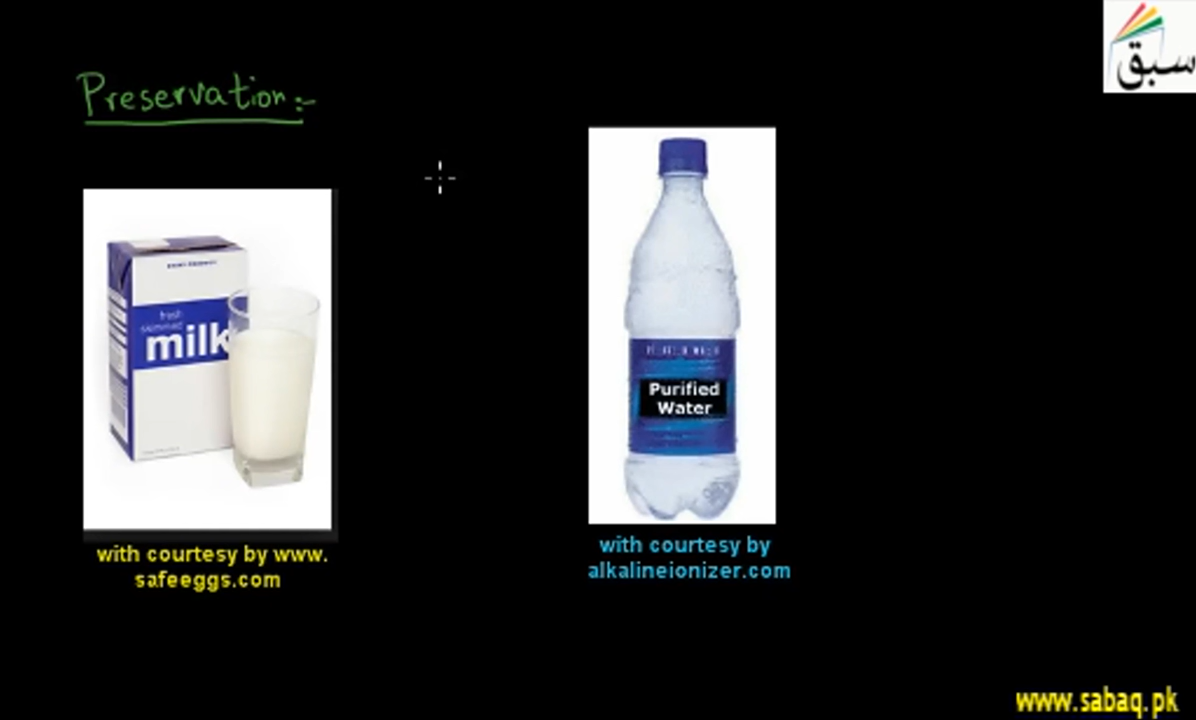 سبق
Preservation:-
fresh
milk
Purified
Water
with courtesy by www.
safeeggs.com
with courtesy by
alkalineionizer.com
www.sabaq.pk